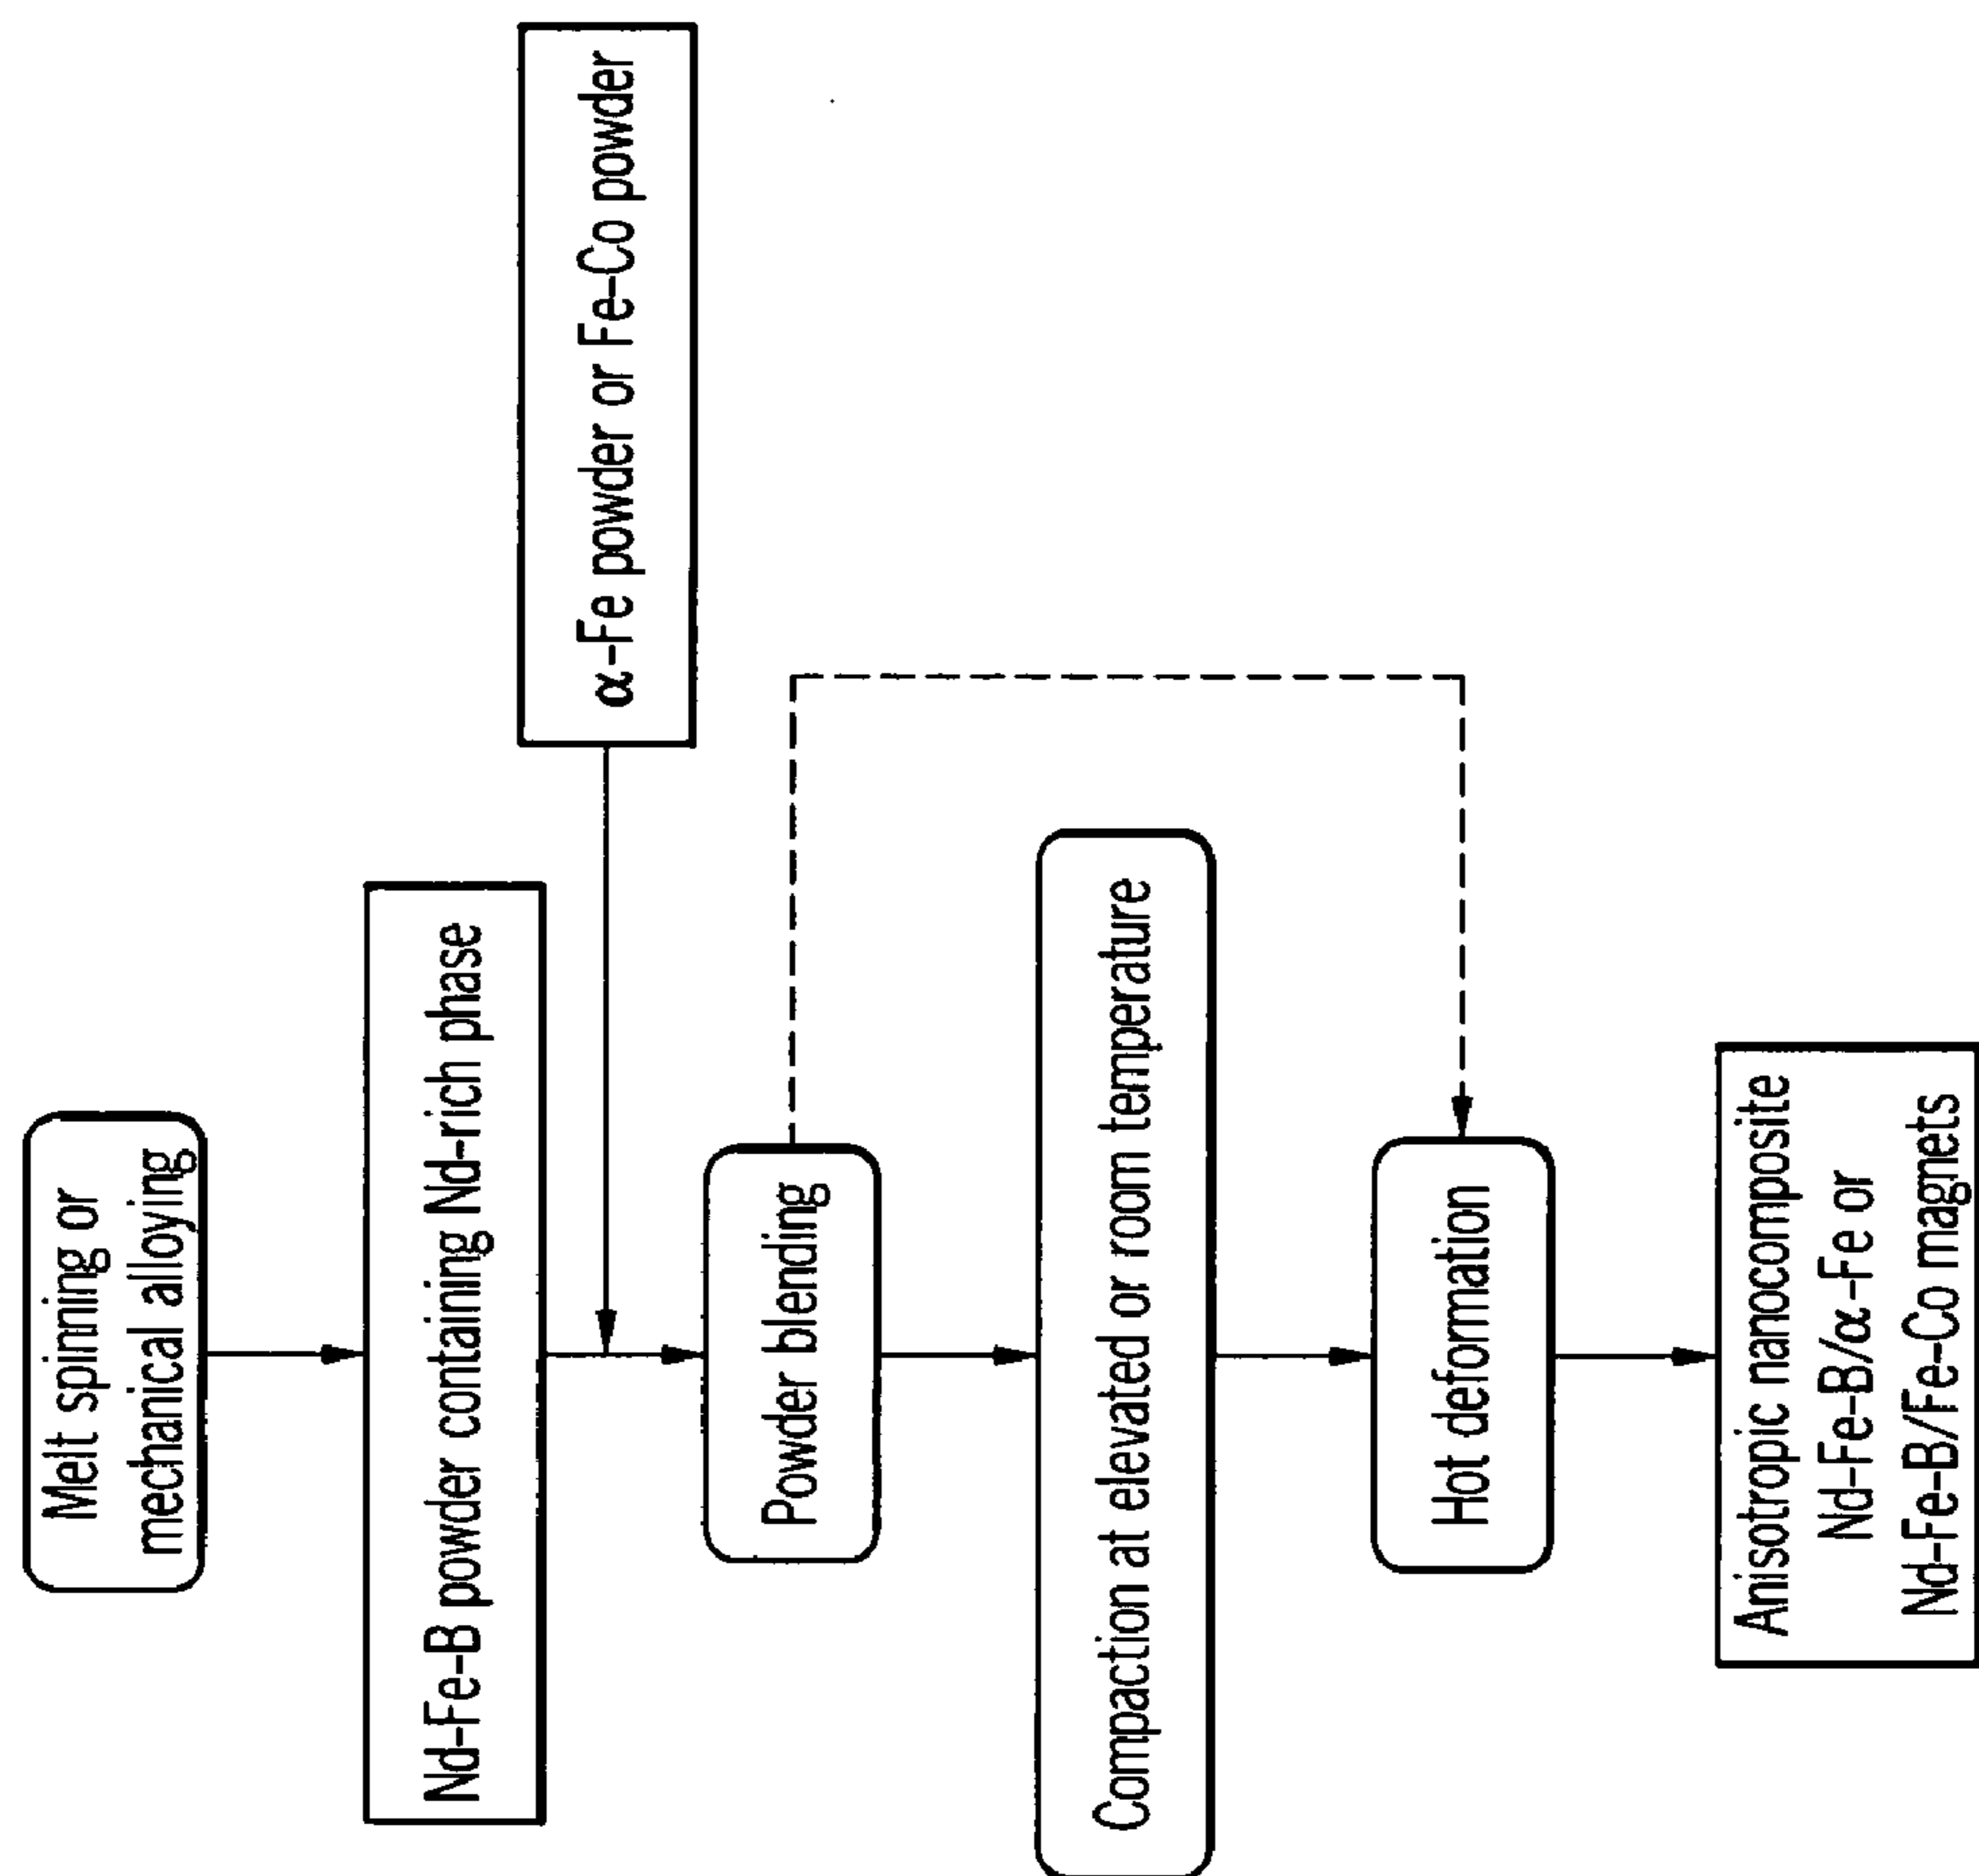 Melt spinning or
mechanical alloying
Nd-Fe-B powder containing Nd-rich phase
α-Fe powder or Fe-Co powder
Powder blending
Compaction at elevated or room temperature
Hot deformation
Anisotropic nanocomposite
Nd-Fe-B/α-Fe or
Nd-Fe-B/Fe-Co magnets